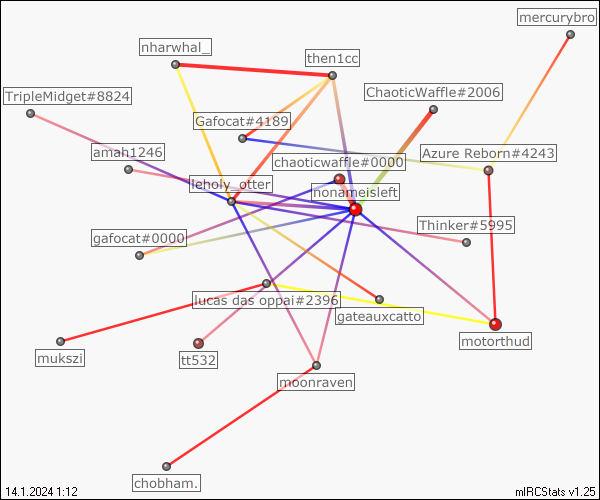 mercurybro
nharwhal_
then1cc
TripleMidget#8824
ChaoticWaffle#2006
Gafocat#4189
amah1246
Azure Reborn#4243
chaoticwaffle#0000
leholy_otter
nonameisleft
Thinker#5995
gafocat#0000
lucas das oppai#2396
gateauxcatto
motorthud
mukszi
tt532
moonraven
chobham.
14.1.2024 1:12
mIRCStats v1.25